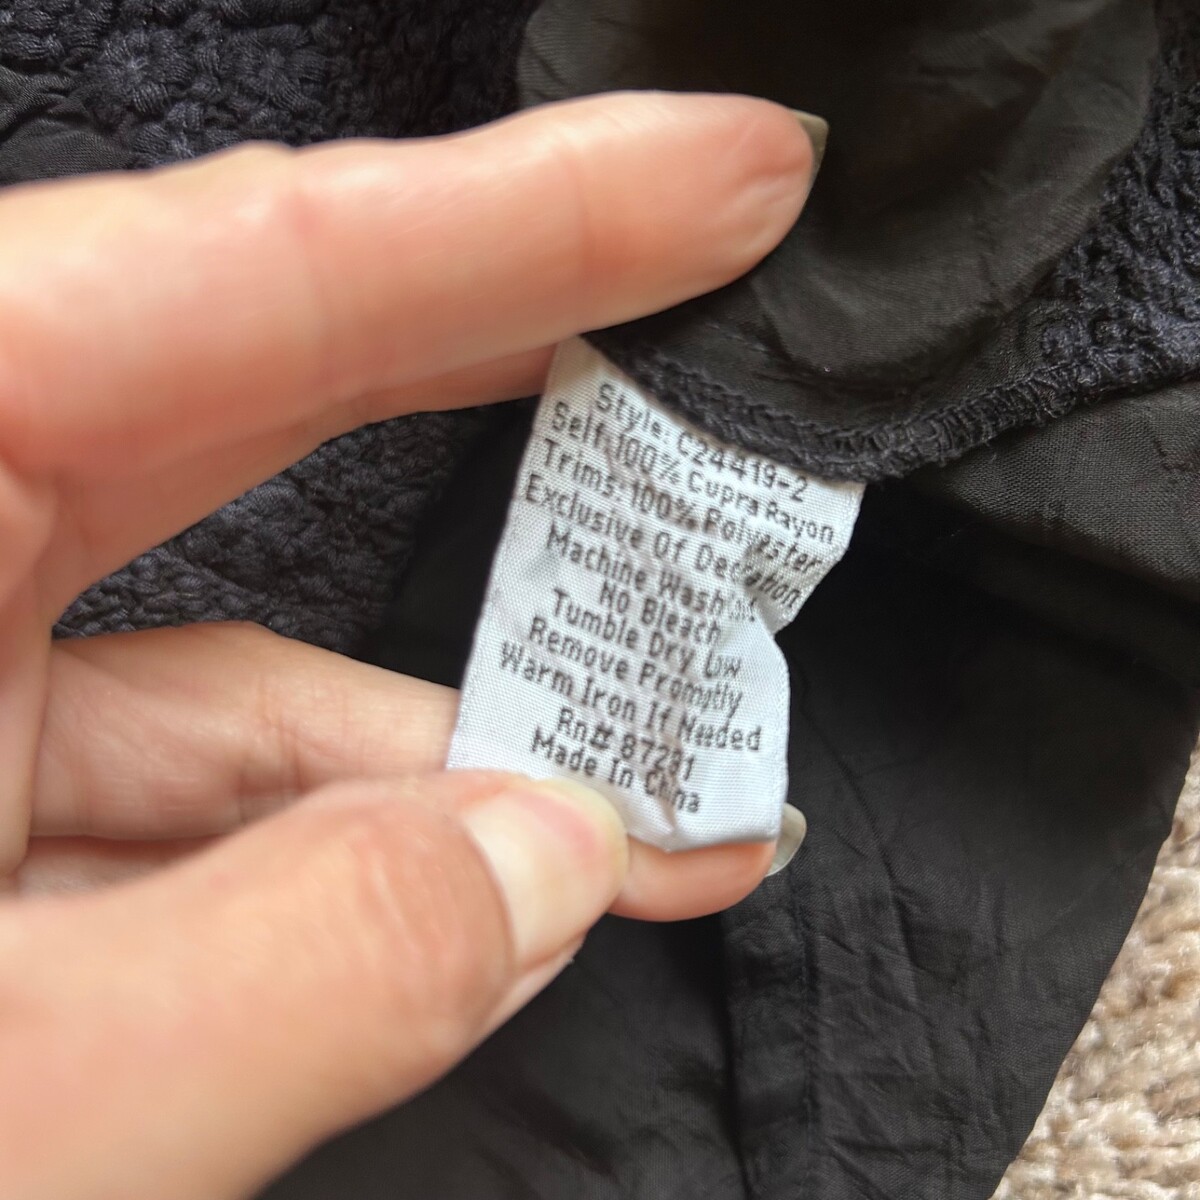 Style: C24419-2
Self: 100% Cupra Rayon
Trims: 100% Polyester
Exclusive Of Decoration
Machine Wash
No Bleach
Tumble Dry Low
Remove Promptly
Warm Iron If Needed
Rn# 87281
Made In China